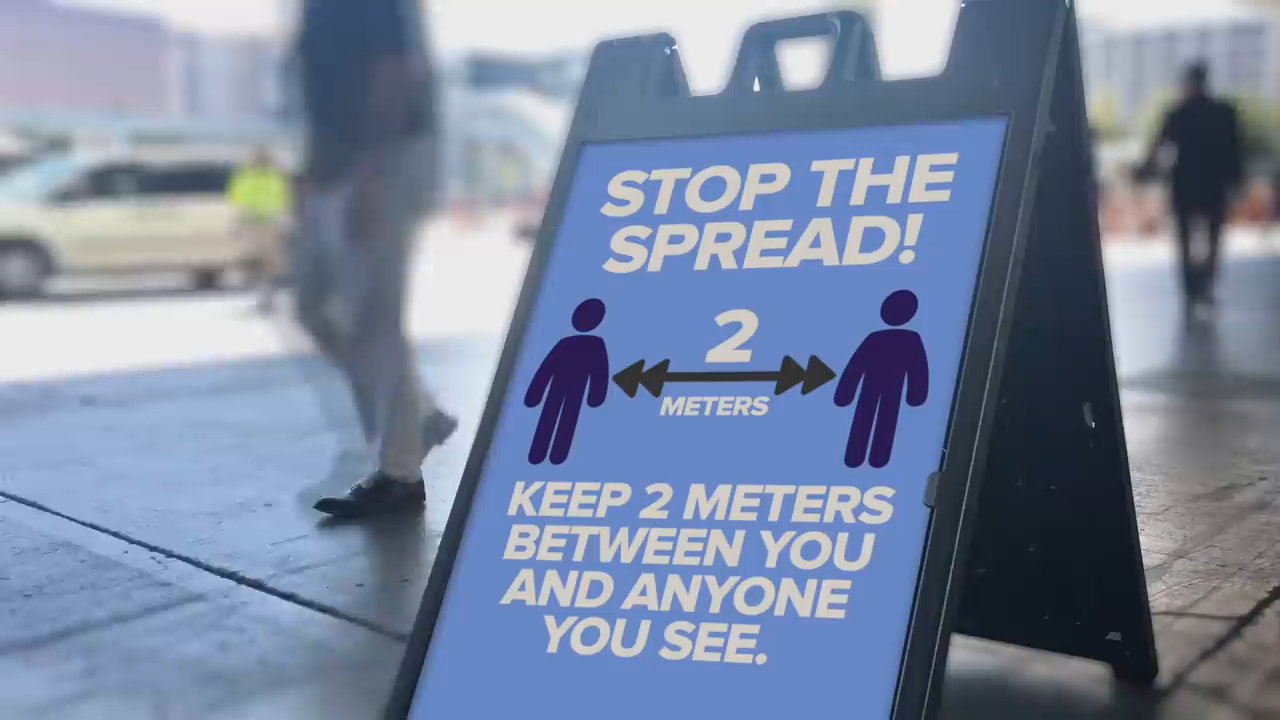 STOP THE
SPREAD!
2
METERS
KEEP 2 METERS
BETWEEN YOU
AND ANYONE
YOU SEE.